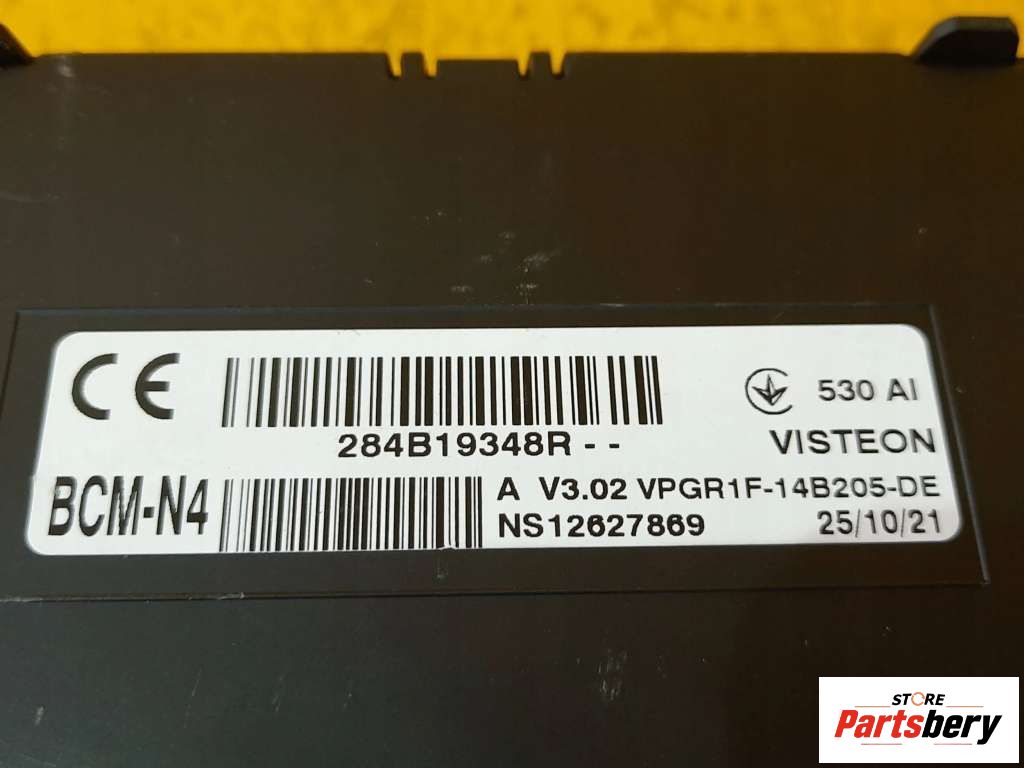 CE
530 AI
284B19348R - -
VISTEON
BCM-N4
A V3.02 VPGR1F-14B205-DE
NS12627869
25/10/21
STORE
Partsbery